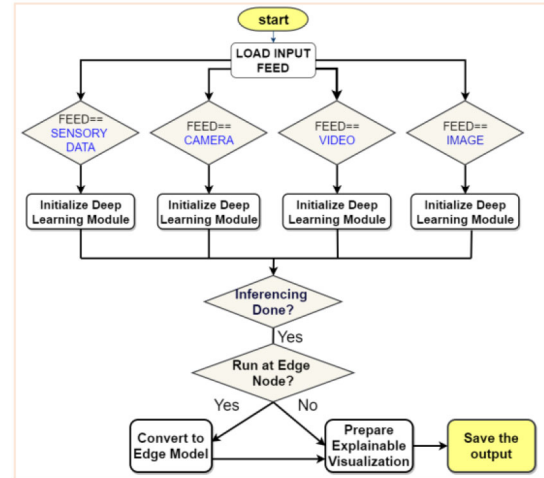 start
LOAD INPUT
FEED
FEED==
SENSORY
DATA
FEED==
CAMERA
FEED==
VIDEO
FEED==
IMAGE
Initialize Deep
Learning Module
Initialize Deep
Learning Module
Initialize Deep
Learning Module
Initialize Deep
Learning Module
Inferencing
Done?
Yes
Run at Edge
Node?
Yes
No
Convert to
Edge Model
Prepare
Explainable
Visualization
Save the
output